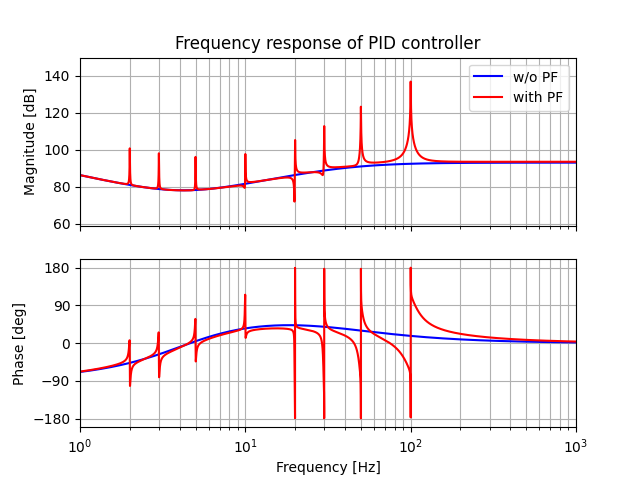 Frequency response of PID controller
Magnitude [dB]
140
120
100
80
60
w/o PF
with PF
Phase [deg]
180
90
0
−90
−180
10⁰
10¹
10²
10³
Frequency [Hz]